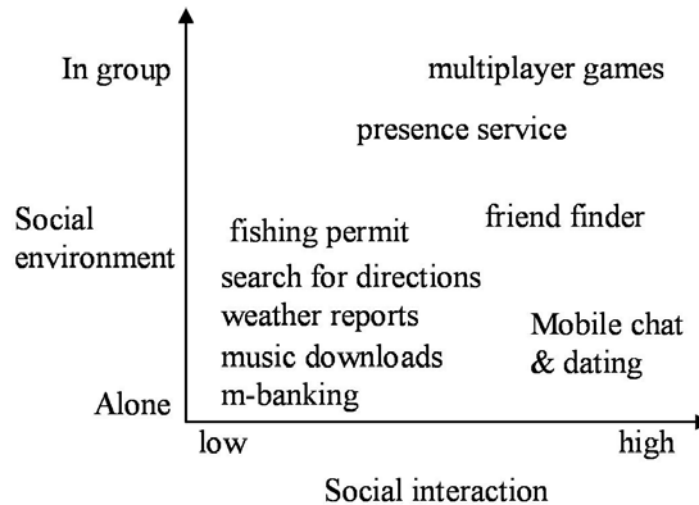 In group
multiplayer games
presence service
Social
environment
fishing permit
friend finder
search for directions
weather reports
music downloads
m-banking
Mobile chat
& dating
Alone
low
high
Social interaction